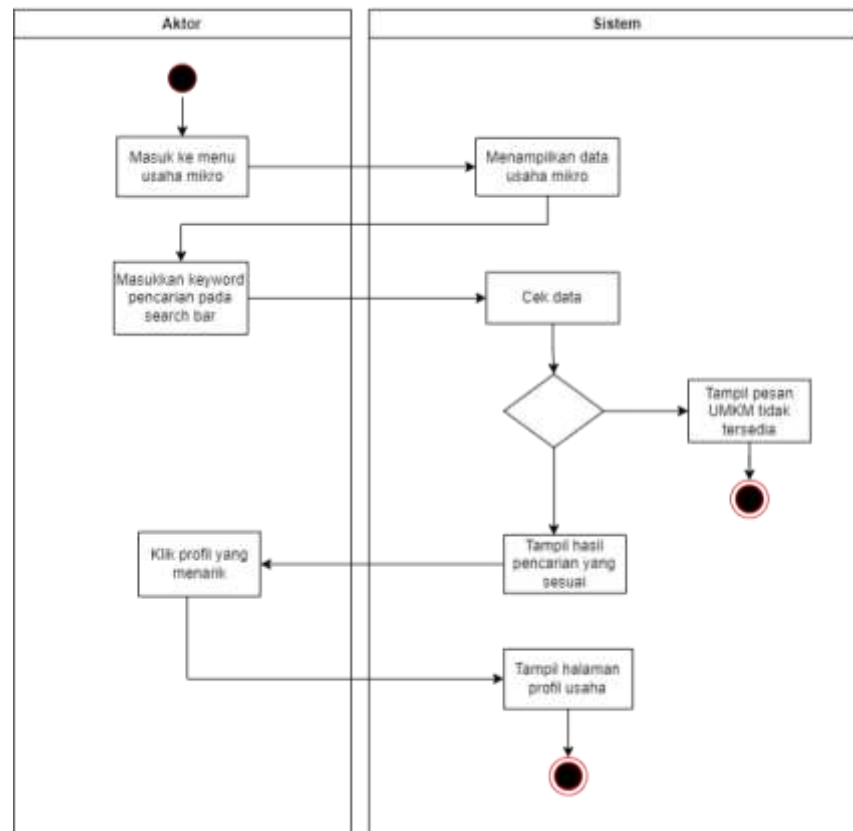 Aktor
Sistem
Masuk ke menu
usaha mikro
Menampilkan data
usaha mikro
Masukkan keyword
pencarian pada
search bar
Cek data
Tampil pesan
UMKM tidak
tersedia
Tampil hasil
pencarian yang
sesuai
Klik profil yang
menarik
Tampil halaman
profil usaha